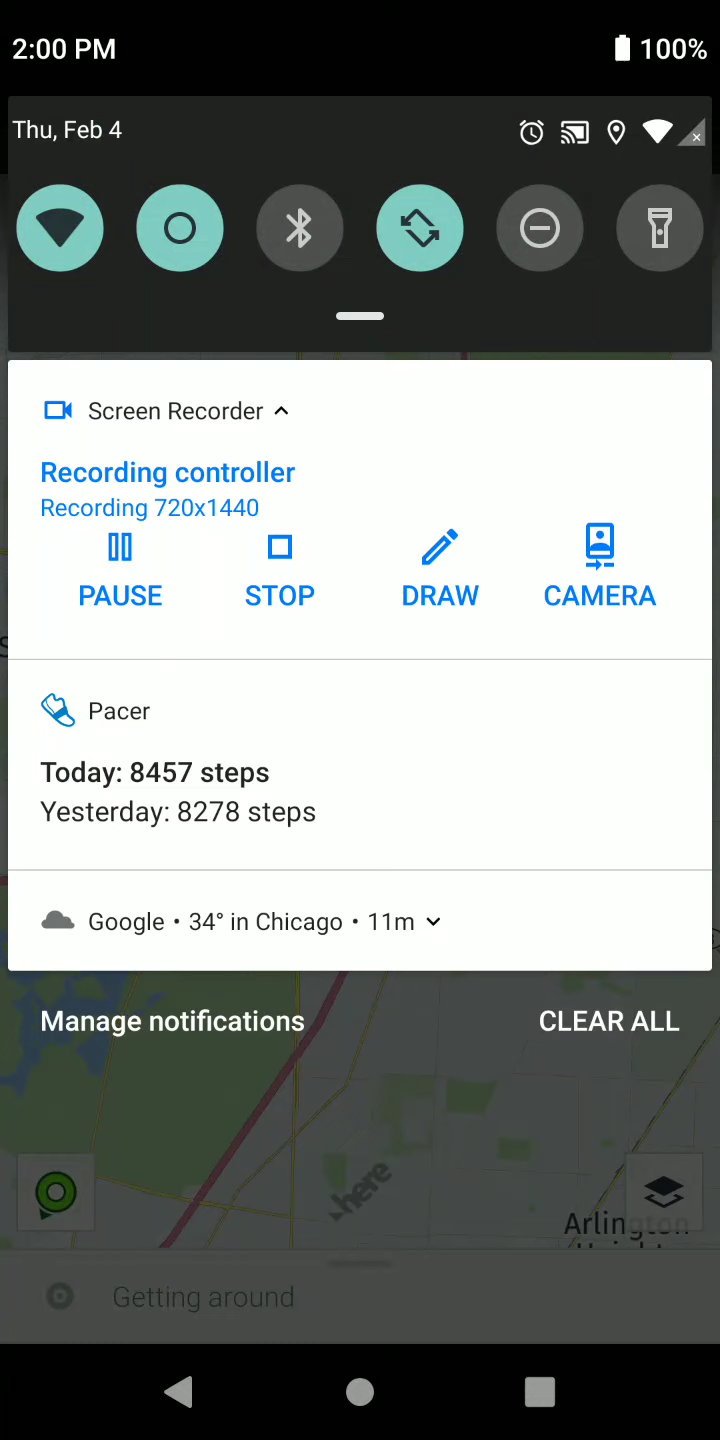 2:00 PM
100%
Thu, Feb 4
Screen Recorder
Recording controller
Recording 720x1440
PAUSE STOP DRAW CAMERA
Pacer
Today: 8457 steps
Yesterday: 8278 steps
Google • 34° in Chicago • 11m
Manage notifications
CLEAR ALL
here
Arlington
Getting around